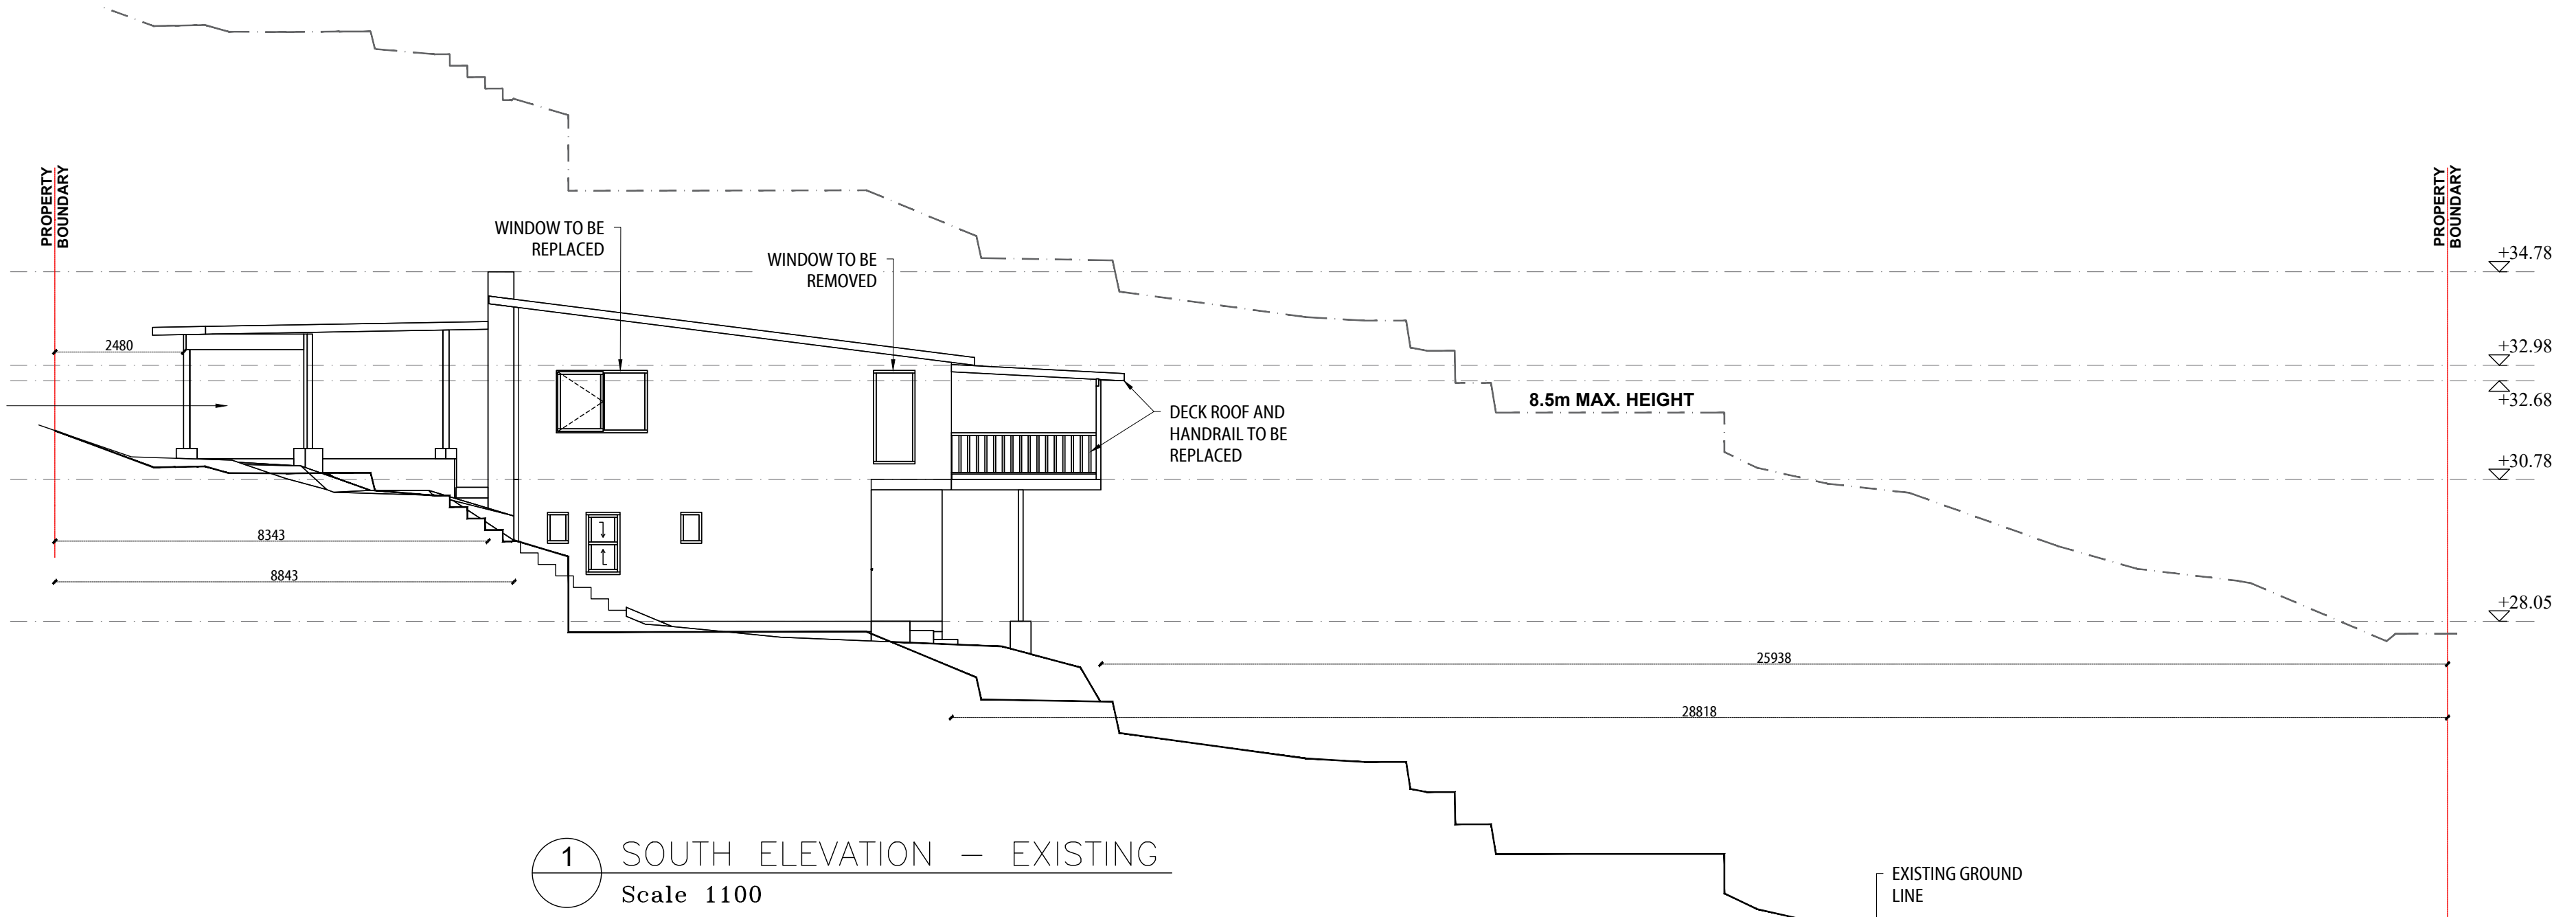 PROPERTY
BOUNDARY
PROPERTY
BOUNDARY
WINDOW TO BE
REPLACED
WINDOW TO BE
REMOVED
+34.78
2480
+32.98
+32.68
8.5m MAX. HEIGHT
DECK ROOF AND
HANDRAIL TO BE
REPLACED
+30.78
8343
8843
+28.05
25938
28818
1
SOUTH ELEVATION - EXISTING
Scale 1100
EXISTING GROUND
LINE